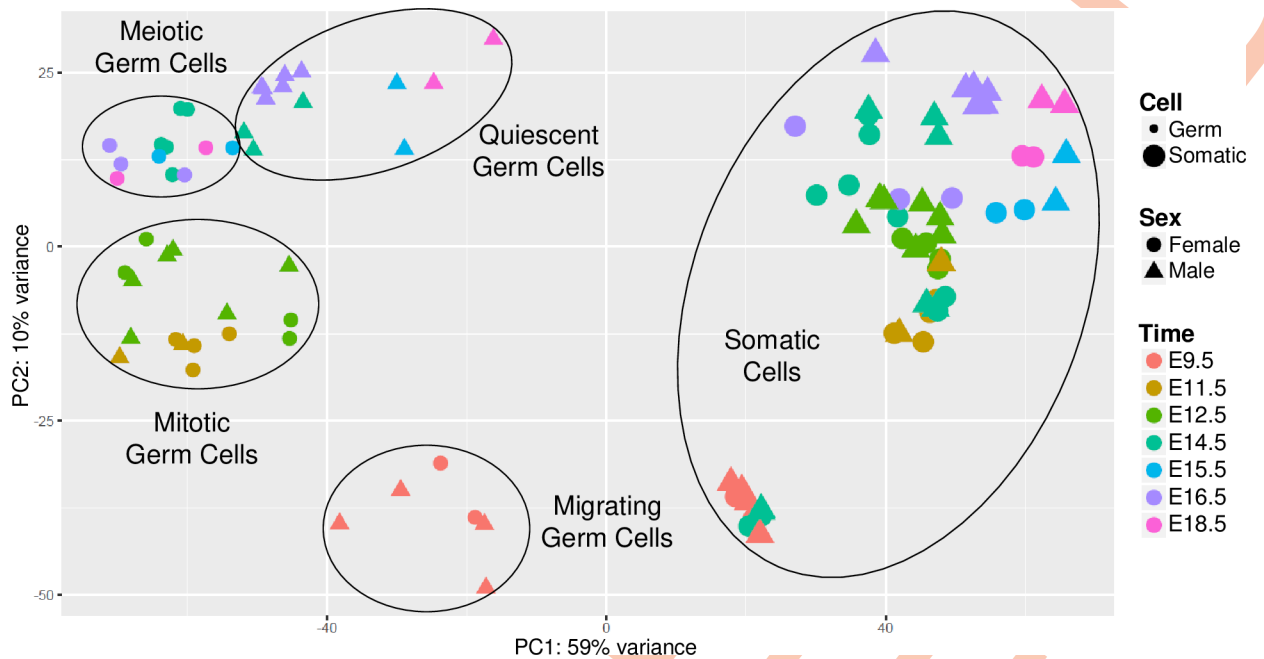 Meiotic
Germ Cells
Quiescent
Germ Cells
Somatic
Cells
Mitotic
Germ Cells
Migrating
Germ Cells
25
0
-25
-50
PC2: 10% variance
-40
0
40
PC1: 59% variance
Cell
Germ
Somatic
Sex
Female
Male
Time
E9.5
E11.5
E12.5
E14.5
E15.5
E16.5
E18.5